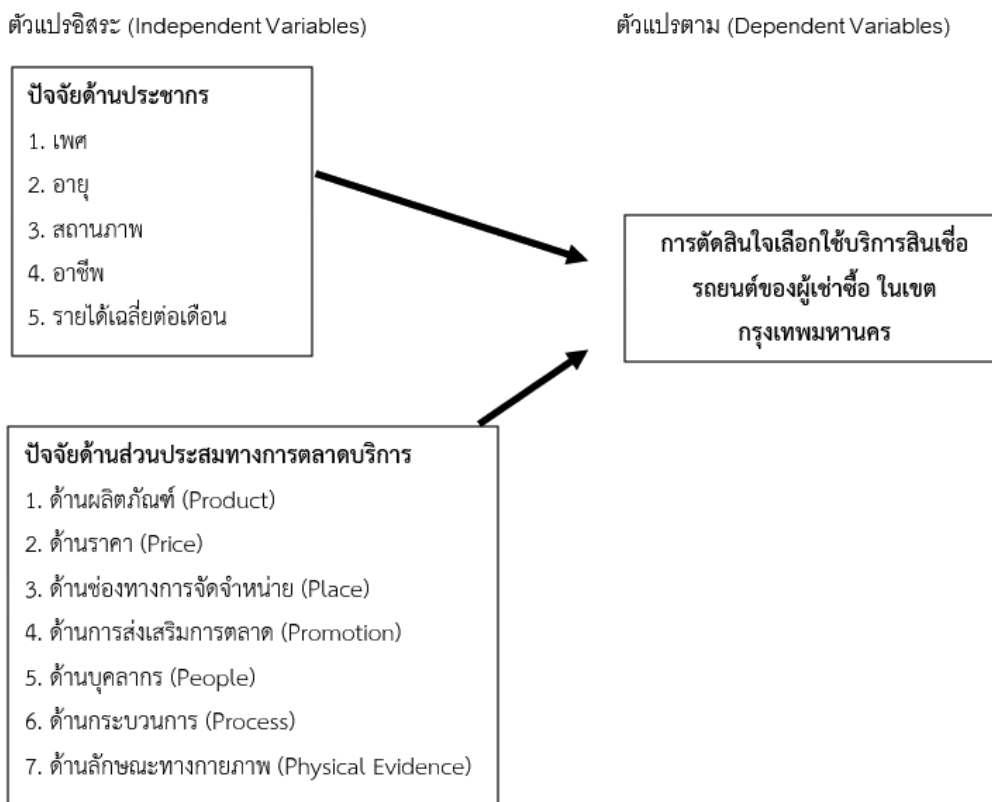 ตัวแปรอิสระ (Independent Variables)
ตัวแปรตาม (Dependent Variables)
ปัจจัยด้านประชากร
1. เพศ
2. อายุ
3. สถานภาพ
4. อาชีพ
5. รายได้เฉลี่ยต่อเดือน
การตัดสินใจเลือกใช้บริการสินเชื่อ
รถยนต์ของผู้เช่าซื้อ ในเขต
กรุงเทพมหานคร
ปัจจัยด้านส่วนประสมทางการตลาดบริการ
1. ด้านผลิตภัณฑ์ (Product)
2. ด้านราคา (Price)
3. ด้านช่องทางการจัดจำหน่าย (Place)
4. ด้านการส่งเสริมการตลาด (Promotion)
5. ด้านบุคลากร (People)
6. ด้านกระบวนการ (Process)
7. ด้านลักษณะทางกายภาพ (Physical Evidence)